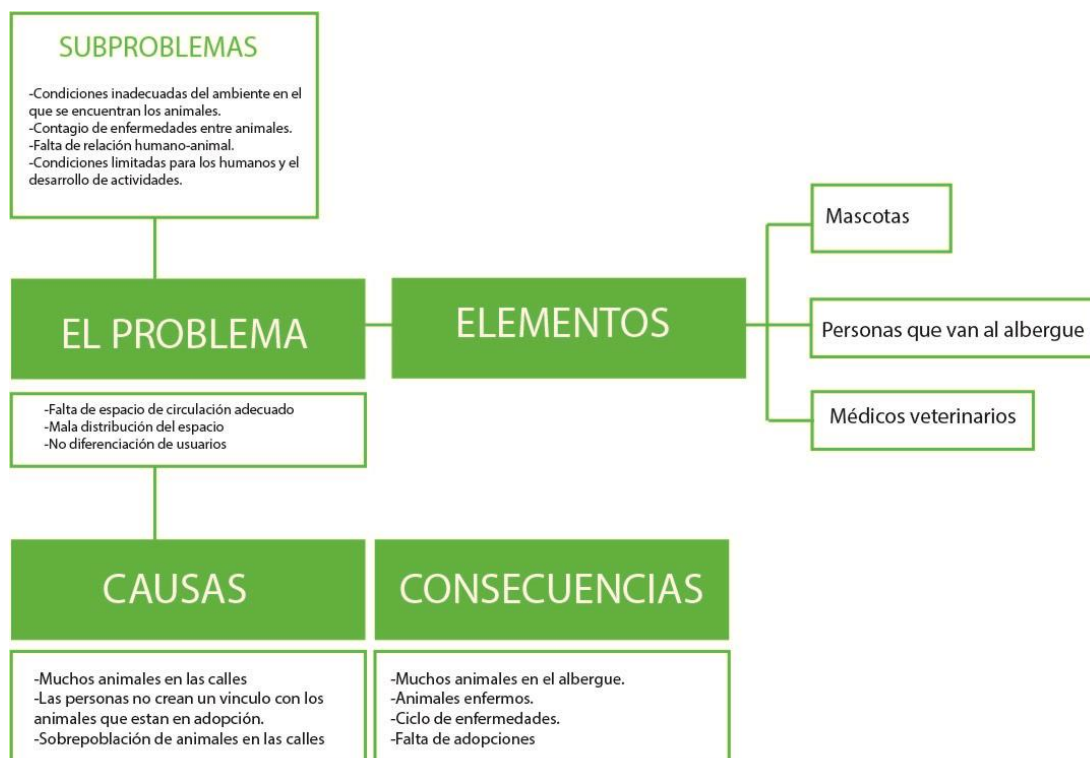 SUBPROBLEMAS
-Condiciones inadecuadas del ambiente en el
que se encuentran los animales.
-Contagio de enfermedades entre animales.
-Falta de relación humano-animal.
-Condiciones limitadas para los humanos y el
desarrollo de actividades.
EL PROBLEMA
-Falta de espacio de circulación adecuado
-Mala distribución del espacio
-No diferenciación de usuarios
ELEMENTOS
Mascotas
Personas que van al albergue
Médicos veterinarios
CAUSAS
-Muchos animales en las calles
-Las personas no crean un vinculo con los
animales que estan en adopción.
-Sobrepoblación de animales en las calles
CONSECUENCIAS
-Muchos animales en el albergue.
-Animales enfermos.
-Ciclo de enfermedades.
-Falta de adopciones